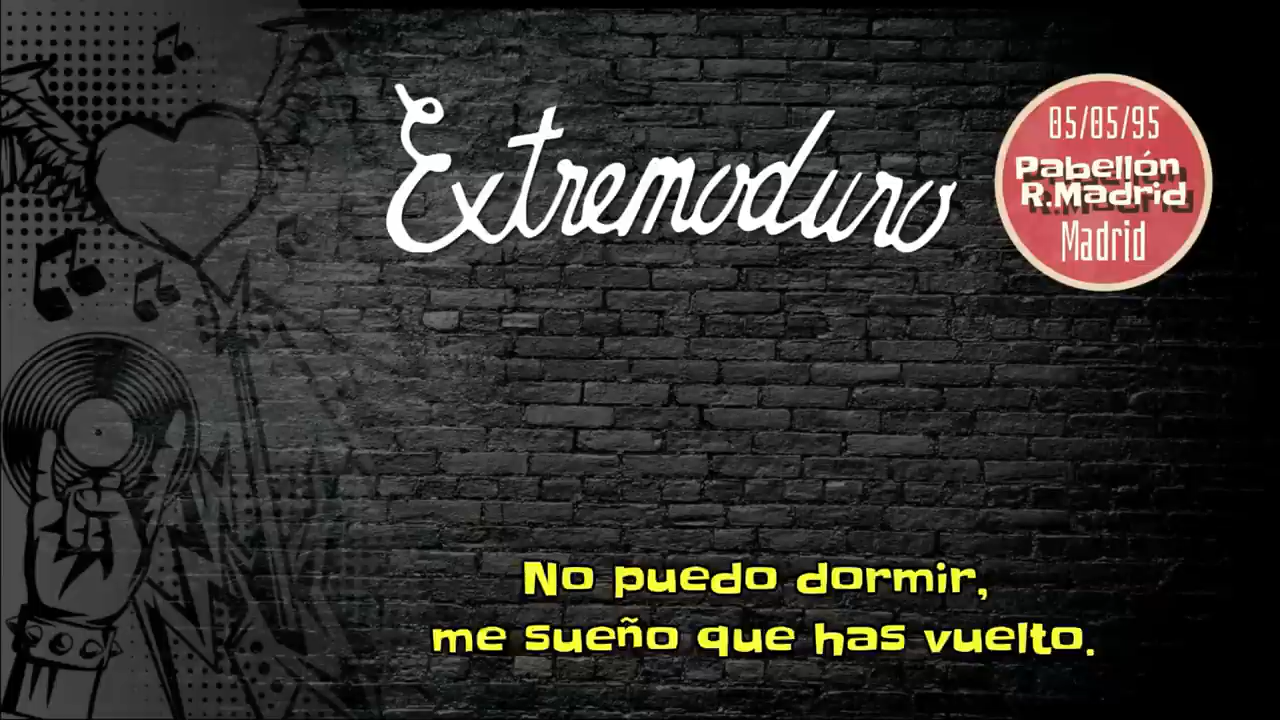 Extremoduro
05/05/95
Pabellón
R.Madrid
Madrid
No puedo dormir,
me sueño que has vuelto.